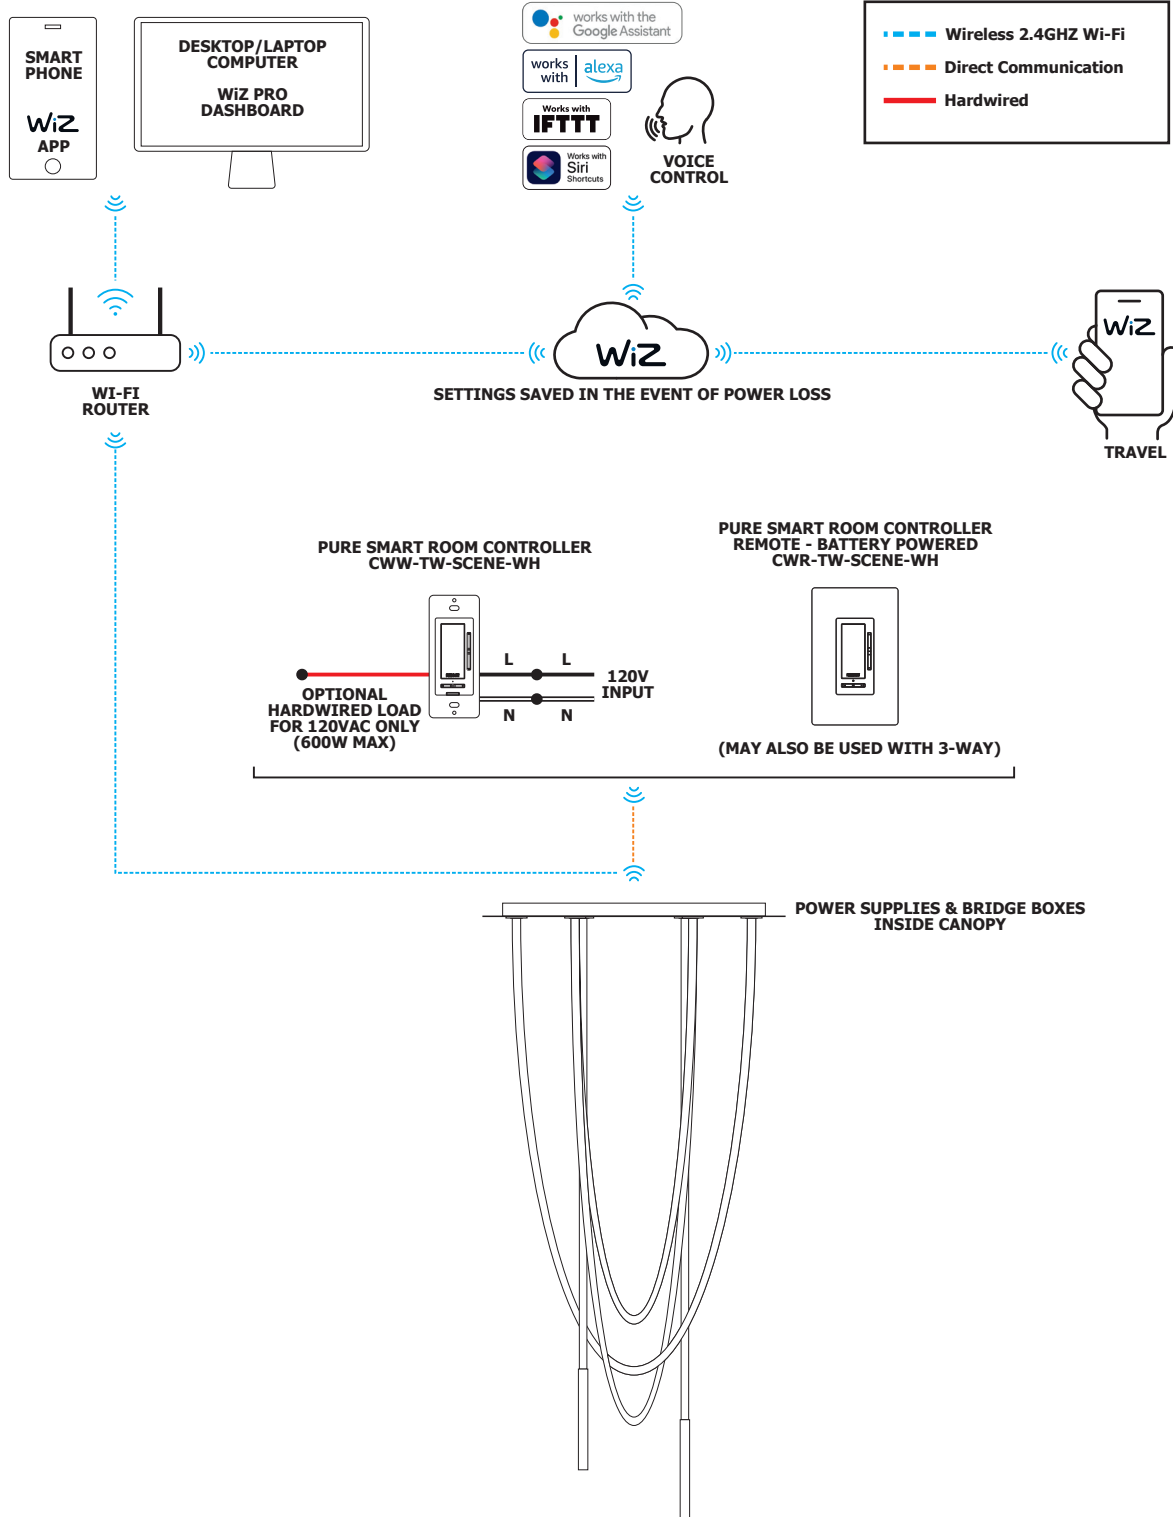 SMART
PHONE
WiZ
APP
DESKTOP/LAPTOP
COMPUTER
WiZ PRO
DASHBOARD
works with the
Google Assistant
works
with
alexa
Works with
IFTTT
Works with
Siri
Shortcuts
VOICE
CONTROL
Wireless 2.4GHZ Wi-Fi
Direct Communication
Hardwired
WI-FI
ROUTER
WiZ
SETTINGS SAVED IN THE EVENT OF POWER LOSS
WiZ
TRAVEL
PURE SMART ROOM CONTROLLER
CWW-TW-SCENE-WH
L
L
N
N
120V
INPUT
OPTIONAL
HARDWIRED LOAD
FOR 120VAC ONLY
(600W MAX)
PURE SMART ROOM CONTROLLER
REMOTE - BATTERY POWERED
CWR-TW-SCENE-WH
(MAY ALSO BE USED WITH 3-WAY)
POWER SUPPLIES & BRIDGE BOXES
INSIDE CANOPY